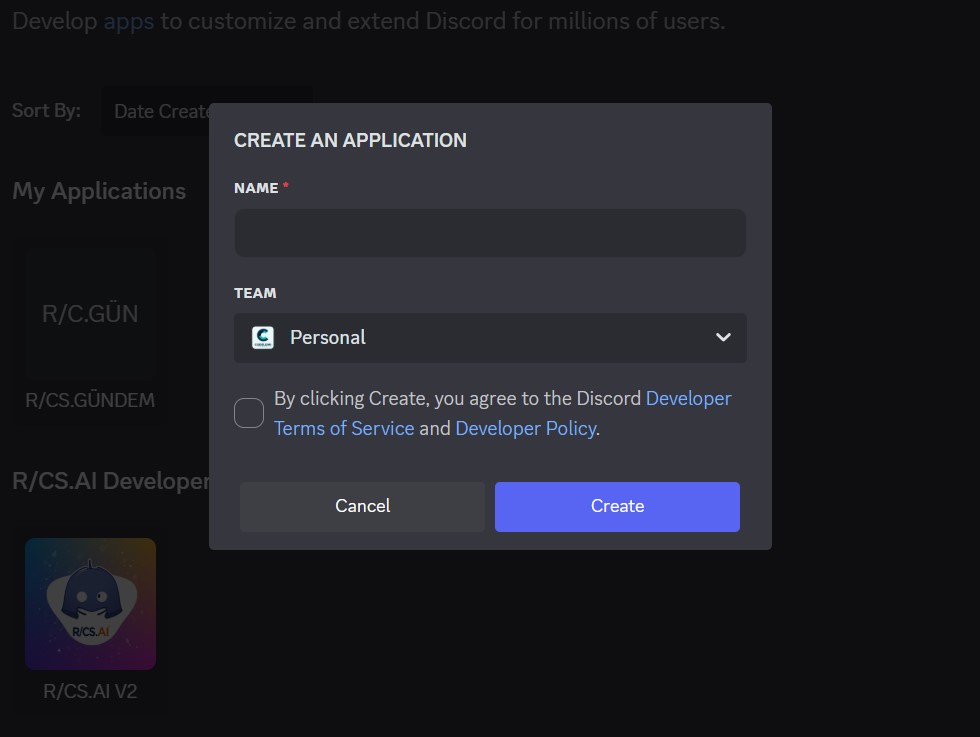 Develop apps to customize and extend Discord for millions of users.
Sort By:
Date Create
CREATE AN APPLICATION
NAME *
TEAM
Personal
By clicking Create, you agree to the Discord Developer
Terms of Service and Developer Policy.
Cancel
Create
My Applications
R/C.GÜN
R/CS.GÜNDEM
R/CS.AI Developer
R/CS.AI
R/CS.AI V2